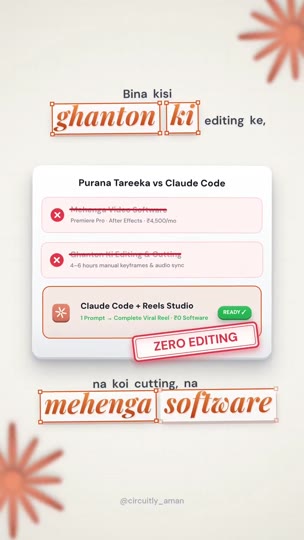 Bina kisi
ghanton ki editing ke,
Purana Tareeka vs Claude Code
Mehenga Video Software
Premiere Pro · After Effects · ₹4,500/mo
Ghanton Ki Editing & Cutting
4–6 hours manual keyframes & audio sync
Claude Code + Reels Studio
1 Prompt → Complete Viral Reel · ₹0 Software
READY ✓
ZERO EDITING
na koi cutting, na
mehenga software
@circuitly_aman